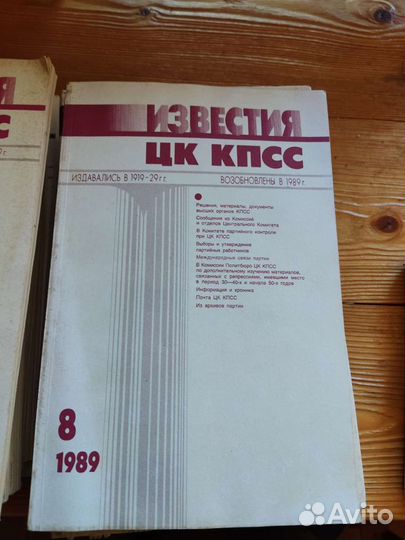 Я
СС
9 г.
ИЗВЕСТИЯ
ЦК КПСС
ИЗДАВАЛИСЬ В 1919-29 г г.
ВОЗОБНОВЛЕНЫ В 1989 г.
Решения, материалы, документы
высших органов КПСС
Сообщения из Комиссий
и отделов Центрального Комитета
В Комитете партийного контроля
при ЦК КПСС
Выборы и утверждение
партийных работников
Международные связи партии
В Комиссии Политбюро ЦК КПСС
по дополнительному изучению материалов,
связанных с репрессиями, имевшими место
в период 30—40-х и начала 50-х годов
Информация и хроника
Почта ЦК КПСС
Из архивов партии
8
1989
Avito